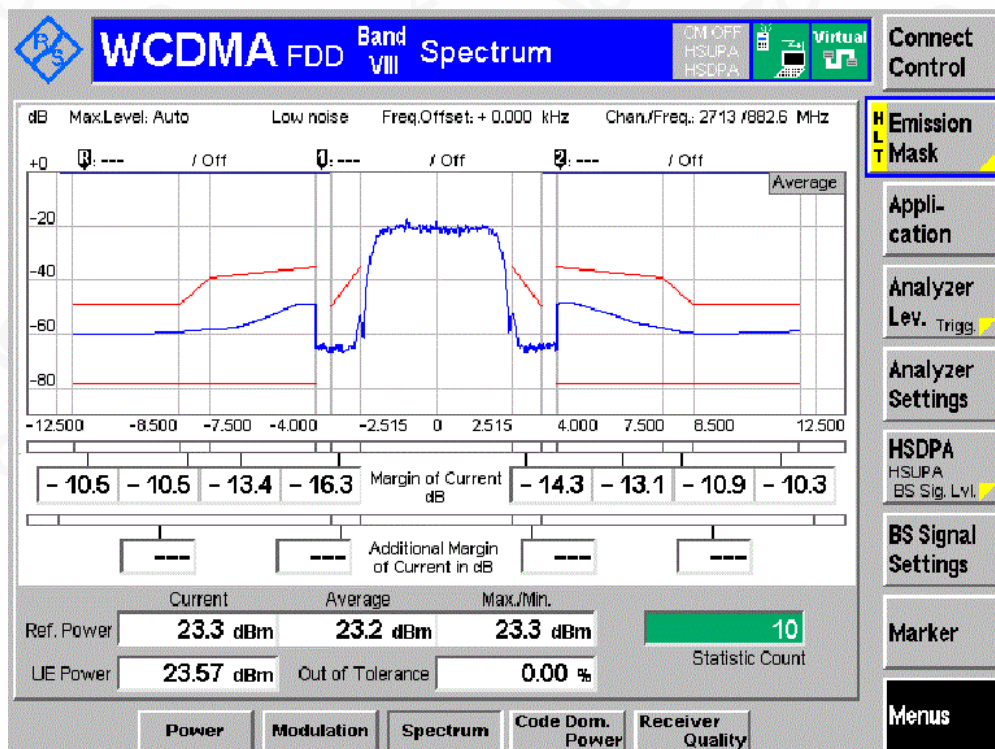 R/S
WCDMA FDD Band VIII Spectrum
CM OFF
HSUPA
HSDPA
Virtual
Connect
Control
dB Max.Level: Auto Low noise Freq.Offset: + 0.000 kHz Chan./Freq.: 2713 /882.6 MHz
HLT
Emission
Mask
+0 R: --- / Off 1: --- / Off 2: --- / Off
Average
-20
-40
-60
-80
Appli-
cation
Analyzer
Lev. Trigg.
Analyzer
Settings
-12.500 -8.500 -7.500 -4.000 -2.515 0 2.515 4.000 7.500 8.500 12.500
HSDPA
HSUPA
BS Sig. Lvl.
- 10.5 - 10.5 - 13.4 - 16.3 Margin of Current dB - 14.3 - 13.1 - 10.9 - 10.3
--- --- Additional Margin of Current in dB --- ---
BS Signal
Settings
Current Average Max./Min.
Ref. Power 23.3 dBm 23.2 dBm 23.3 dBm 10
Statistic Count
UE Power 23.57 dBm Out of Tolerance 0.00 %
Marker
Menus
Power Modulation Spectrum Code Dom. Power Receiver Quality